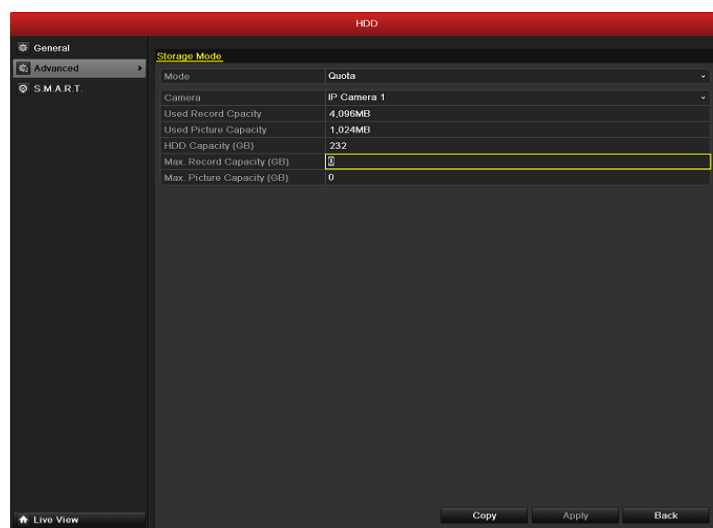 HDD
General
Advanced
S.M.A.R.T.
Storage Mode
Mode Quota
Camera IP Camera 1
Used Record Cpacity 4,096MB
Used Picture Capacity 1,024MB
HDD Capacity (GB) 232
Max. Record Capacity (GB) 0
Max. Picture Capacity (GB) 0
Live View
Copy Apply Back